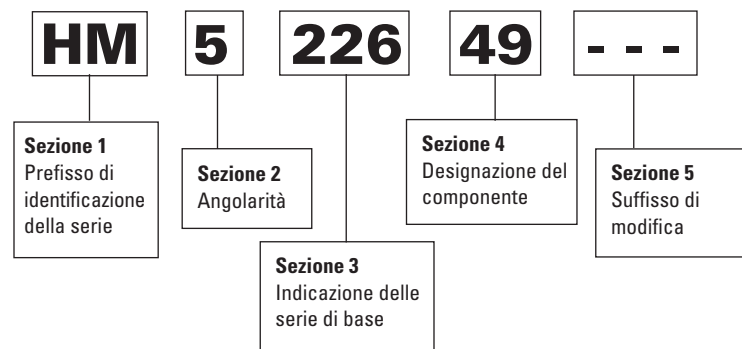 HM 5 226 49 - - -
Sezione 1
Prefisso di
identificazione
della serie
Sezione 2
Angolarità
Sezione 3
Indicazione delle
serie di base
Sezione 4
Designazione del
componente
Sezione 5
Suffisso di
modifica